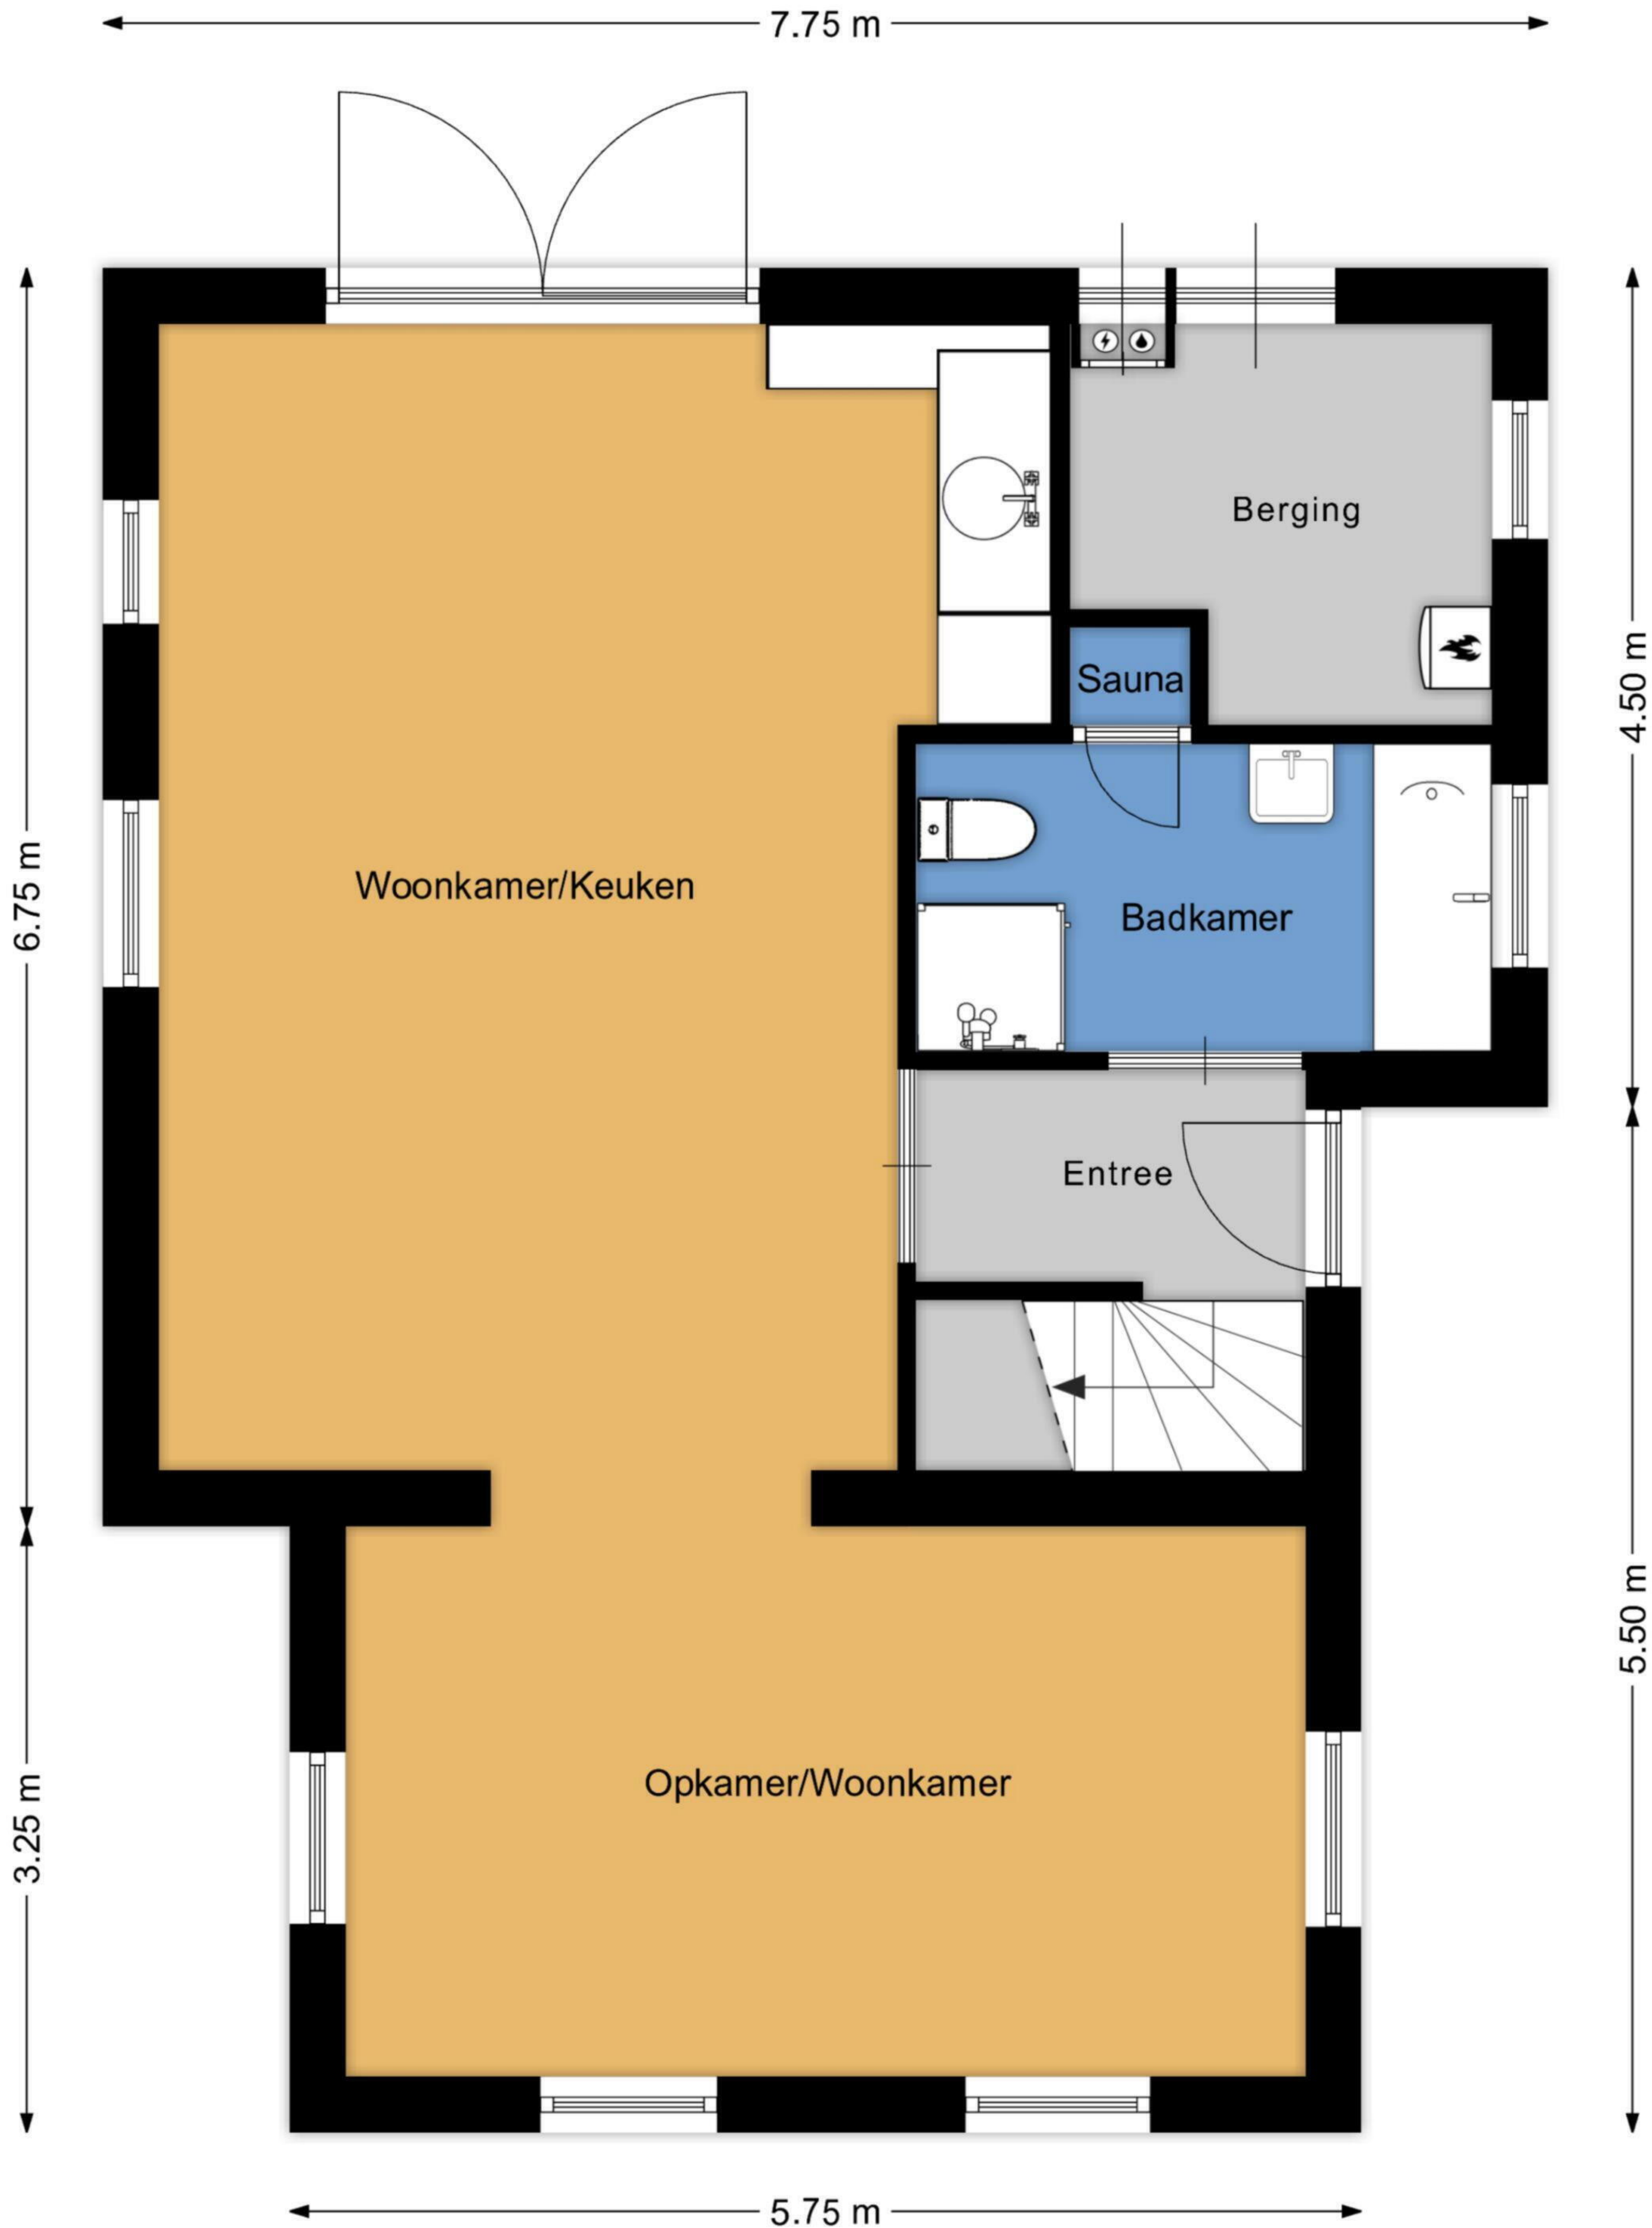 7.75 m
Berging
4.50 m
Sauna
6.75 m
Woonkamer/Keuken
Badkamer
Entree
5.50 m
Opkamer/Woonkamer
3.25 m
5.75 m